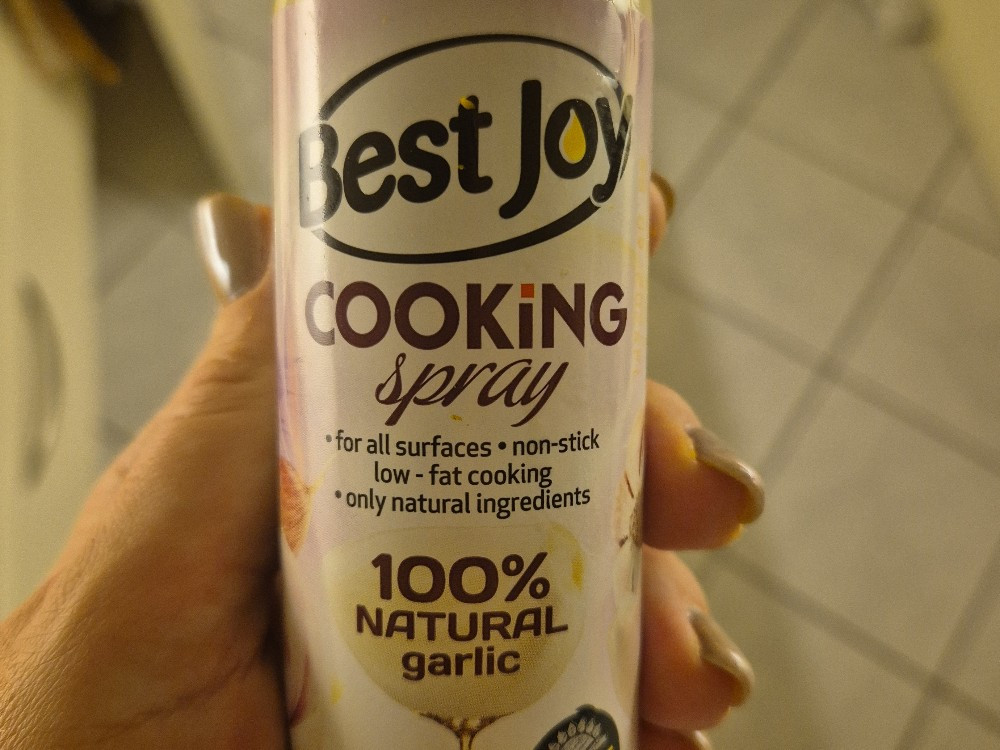 Best Joy
COOKiNG
spray
• for all surfaces • non-stick
low - fat cooking
• only natural ingredients
100%
NATURAL
garlic